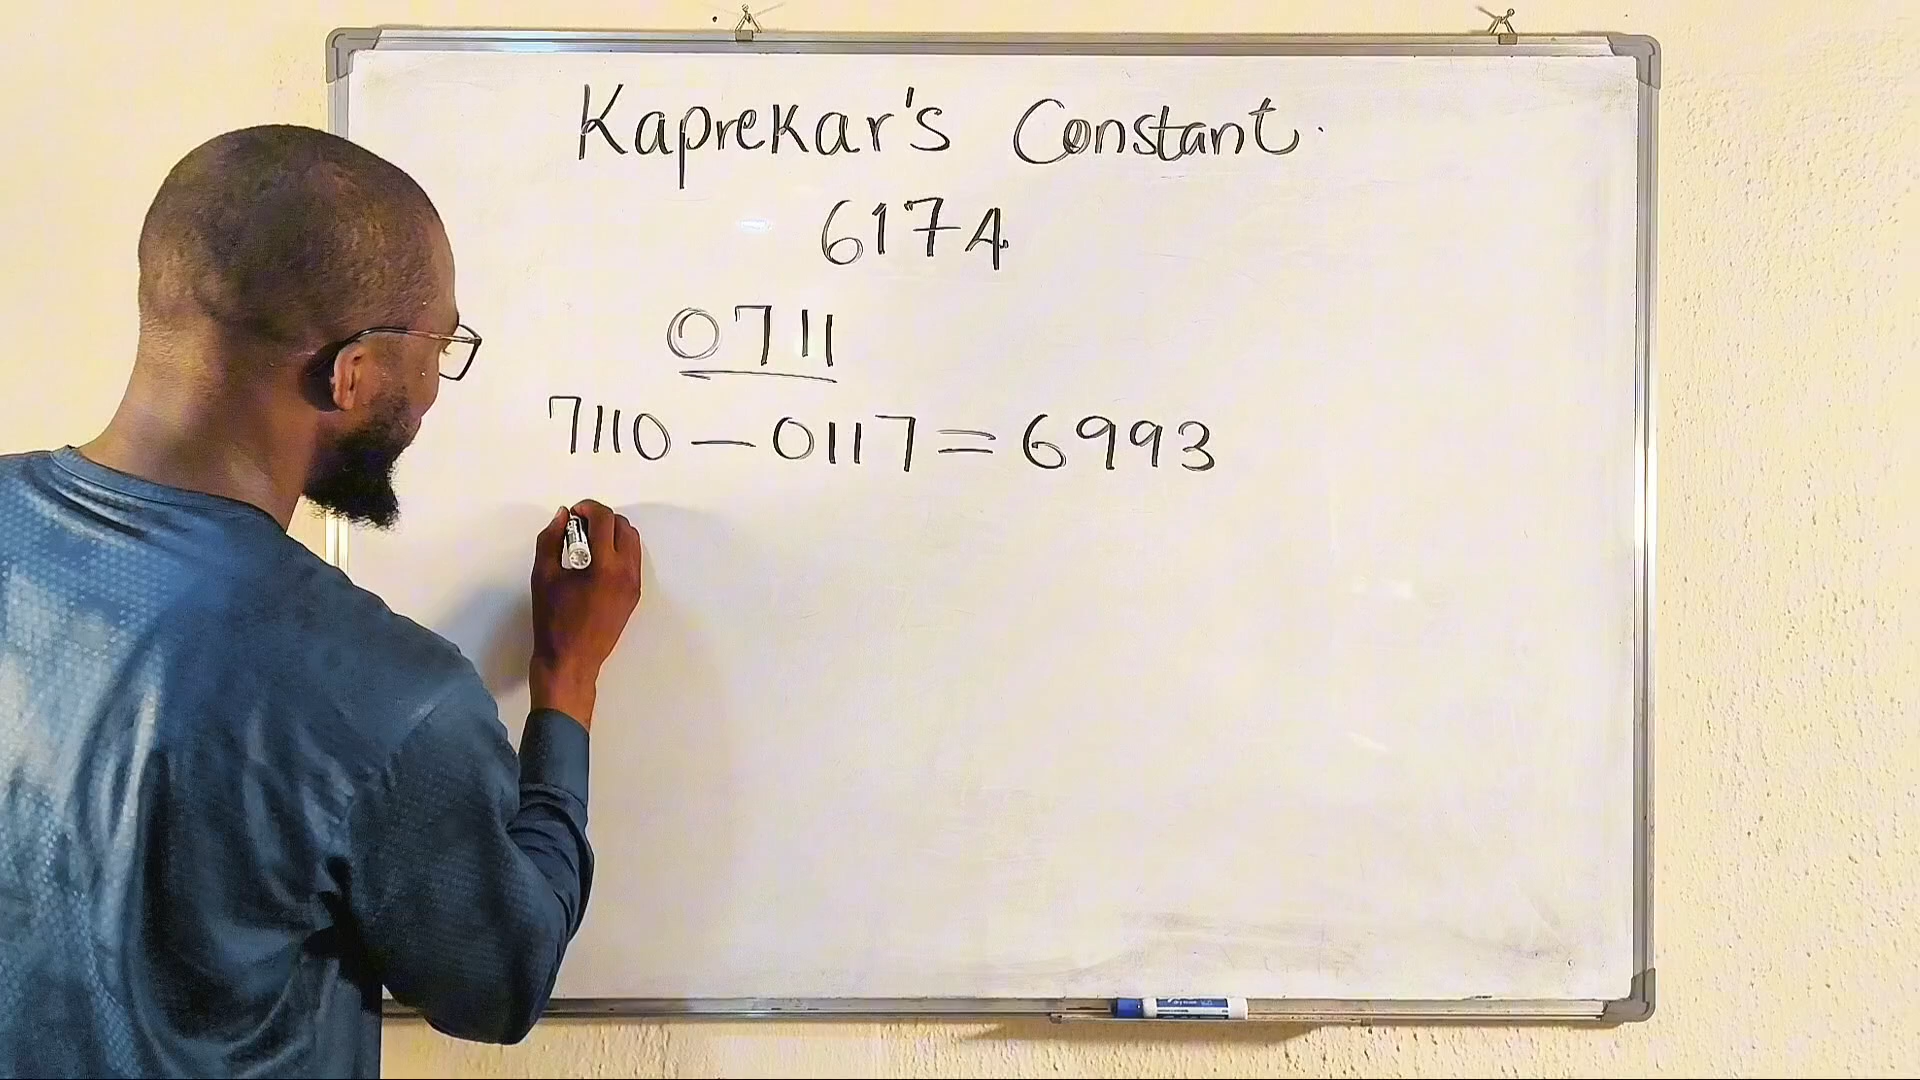 Kaprekar's Constant.
6174
0711
7110 – 0117 = 6993